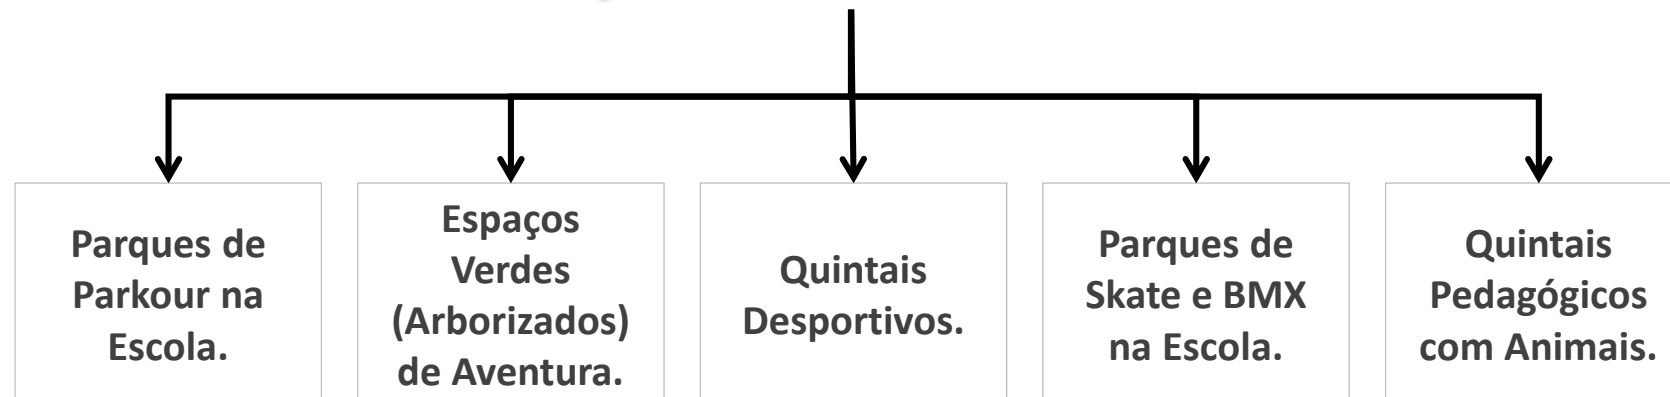 Parques de
Parkour na
Escola.
Espaços
Verdes
(Arborizados)
de Aventura.
Quintais
Desportivos.
Parques de
Skate e BMX
na Escola.
Quintais
Pedagógicos
com Animais.